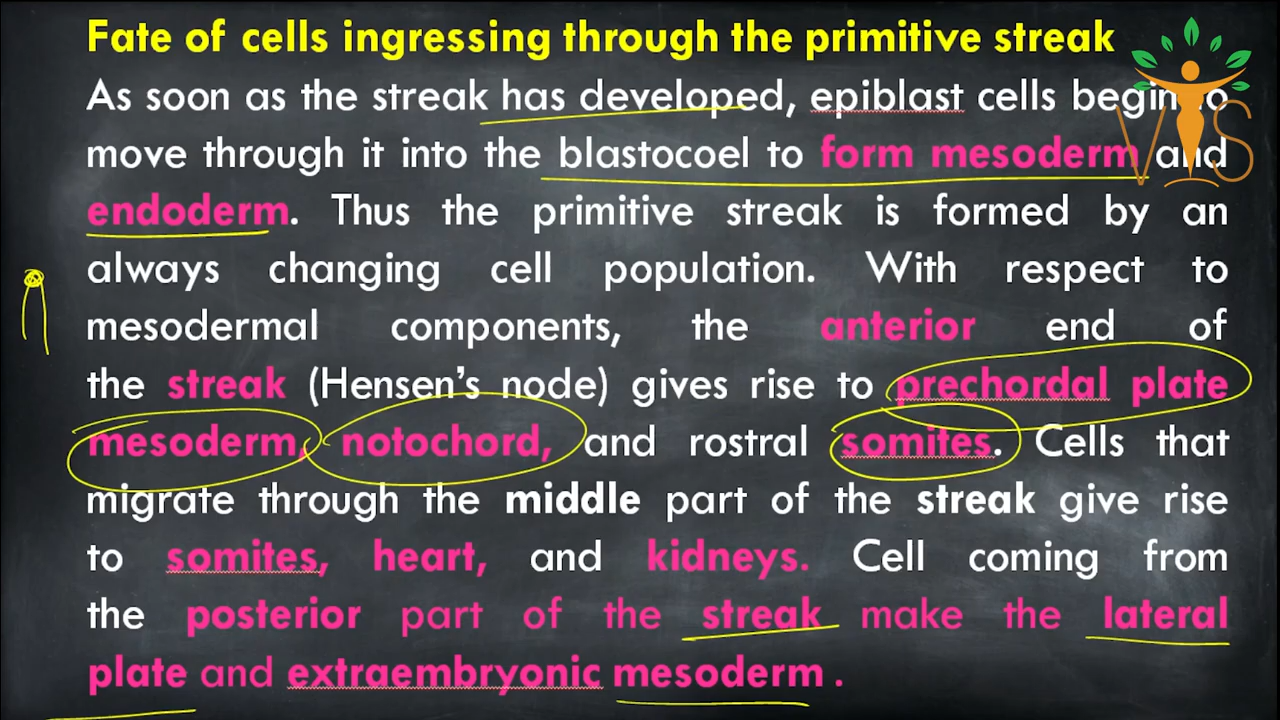 Fate of cells ingressing through the primitive streak
As soon as the streak has developed, epiblast cells begin to
move through it into the blastocoel to form mesoderm and
endoderm. Thus the primitive streak is formed by an
always changing cell population. With respect to
mesodermal components, the anterior end of
the streak (Hensen's node) gives rise to prechordal plate
mesoderm, notochord, and rostral somites. Cells that
migrate through the middle part of the streak give rise
to somites, heart, and kidneys. Cell coming from
the posterior part of the streak make the lateral
plate and extraembryonic mesoderm .
V S